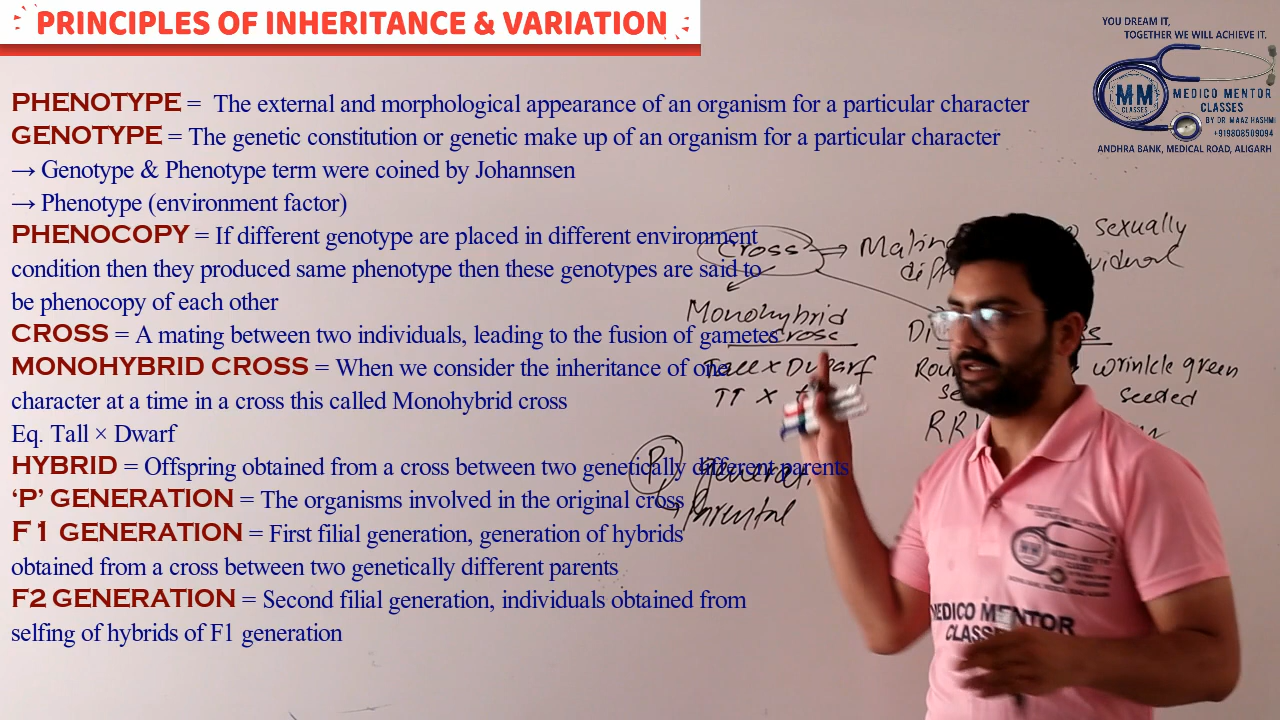 PRINCIPLES OF INHERITANCE & VARIATION
YOU DREAM IT,
TOGETHER WE WILL ACHIEVE IT.
MM
CLASSES
MEDICO MENTOR
CLASSES
BY DR MAAZ HASHMI
+919808509094
ANDHRA BANK, MEDICAL ROAD, ALIGARH
PHENOTYPE = The external and morphological appearance of an organism for a particular character
GENOTYPE = The genetic constitution or genetic make up of an organism for a particular character
→ Genotype & Phenotype term were coined by Johannsen
→ Phenotype (environment factor)
PHENOCOPY = If different genotype are placed in different environment
condition then they produced same phenotype then these genotypes are said to
be phenocopy of each other
CROSS = A mating between two individuals, leading to the fusion of gametes
MONOHYBRID CROSS = When we consider the inheritance of one
character at a time in a cross this called Monohybrid cross
Eq. Tall × Dwarf
HYBRID = Offspring obtained from a cross between two genetically different parents
‘P’ GENERATION = The organisms involved in the original cross
F1 GENERATION = First filial generation, generation of hybrids
obtained from a cross between two genetically different parents
F2 GENERATION = Second filial generation, individuals obtained from
selfing of hybrids of F1 generation
Cross →
sexually
Monohybrid
Cross
Tall × Dwarf
TT ×
wrinkle green
seeded
P
Parental
MM
CLASSES
MEDICO MENTOR
CLASSES